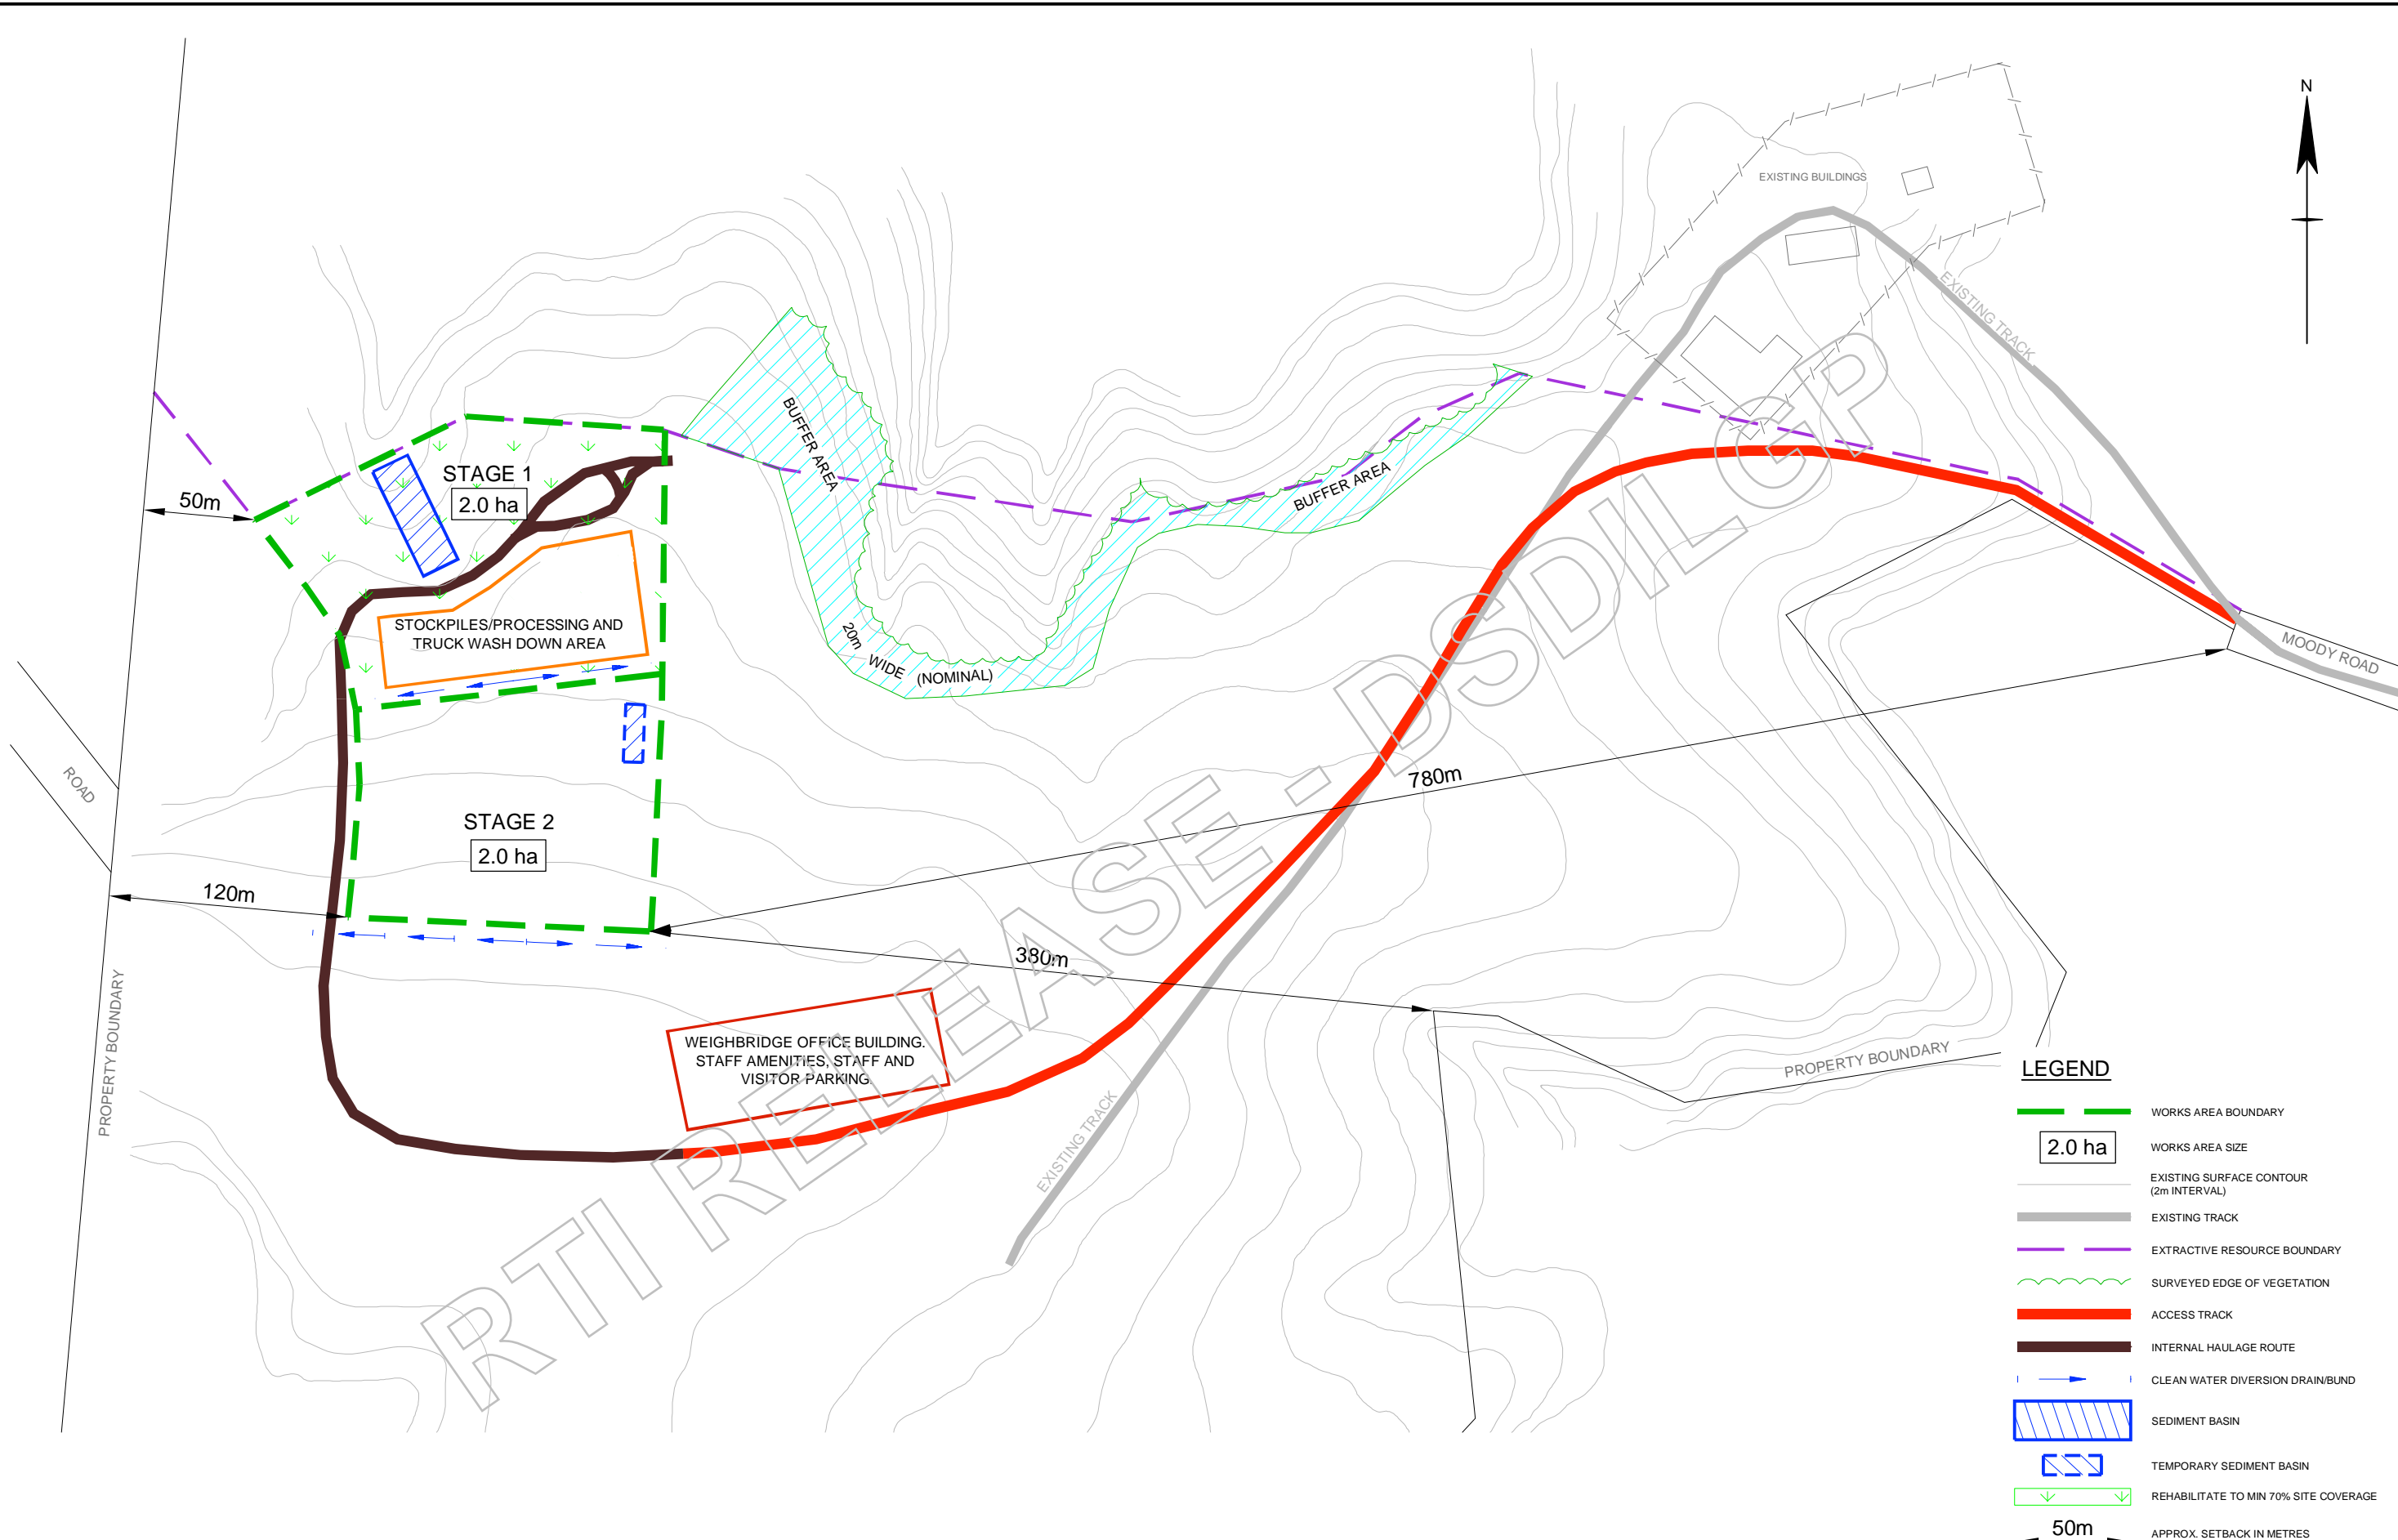 N
EXISTING BUILDINGS
EXISTING TRACK
BUFFER AREA
BUFFER AREA
STAGE 1
2.0 ha
50m
STOCKPILES/PROCESSING AND
TRUCK WASH DOWN AREA
20m WIDE (NOMINAL)
MOODY ROAD
ROAD
780m
STAGE 2
2.0 ha
120m
380m
PROPERTY BOUNDARY
WEIGHBRIDGE OFFICE BUILDING.
STAFF AMENITIES, STAFF AND
VISITOR PARKING
EXISTING TRACK
PROPERTY BOUNDARY
RTI RELEASE - DSDILGP
LEGEND
WORKS AREA BOUNDARY
2.0 ha
WORKS AREA SIZE
EXISTING SURFACE CONTOUR
(2m INTERVAL)
EXISTING TRACK
EXTRACTIVE RESOURCE BOUNDARY
SURVEYED EDGE OF VEGETATION
ACCESS TRACK
INTERNAL HAULAGE ROUTE
CLEAN WATER DIVERSION DRAIN/BUND
SEDIMENT BASIN
TEMPORARY SEDIMENT BASIN
REHABILITATE TO MIN 70% SITE COVERAGE
50m
APPROX. SETBACK IN METRES